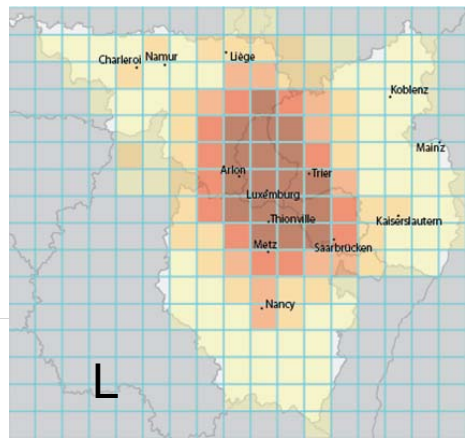 Charleroi Namur Liège
Koblenz
Mainz
Arlon Trier
Luxemburg
Thionville Kaiserslautern
Metz Saarbrücken
Nancy
L